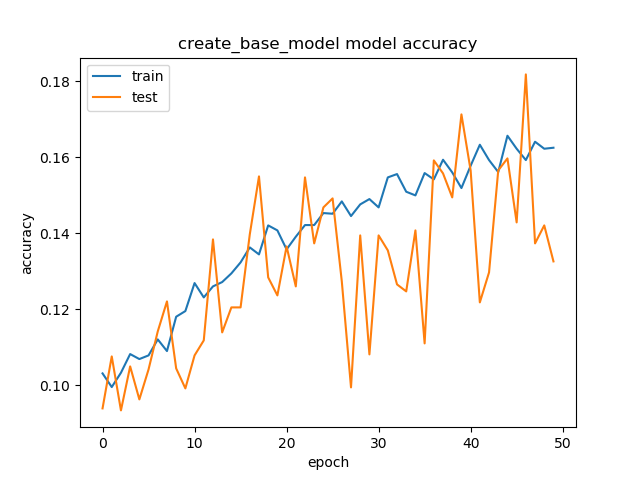 create_base_model model accuracy
train
test
accuracy
0.18
0.16
0.14
0.12
0.10
0 10 20 30 40 50
epoch